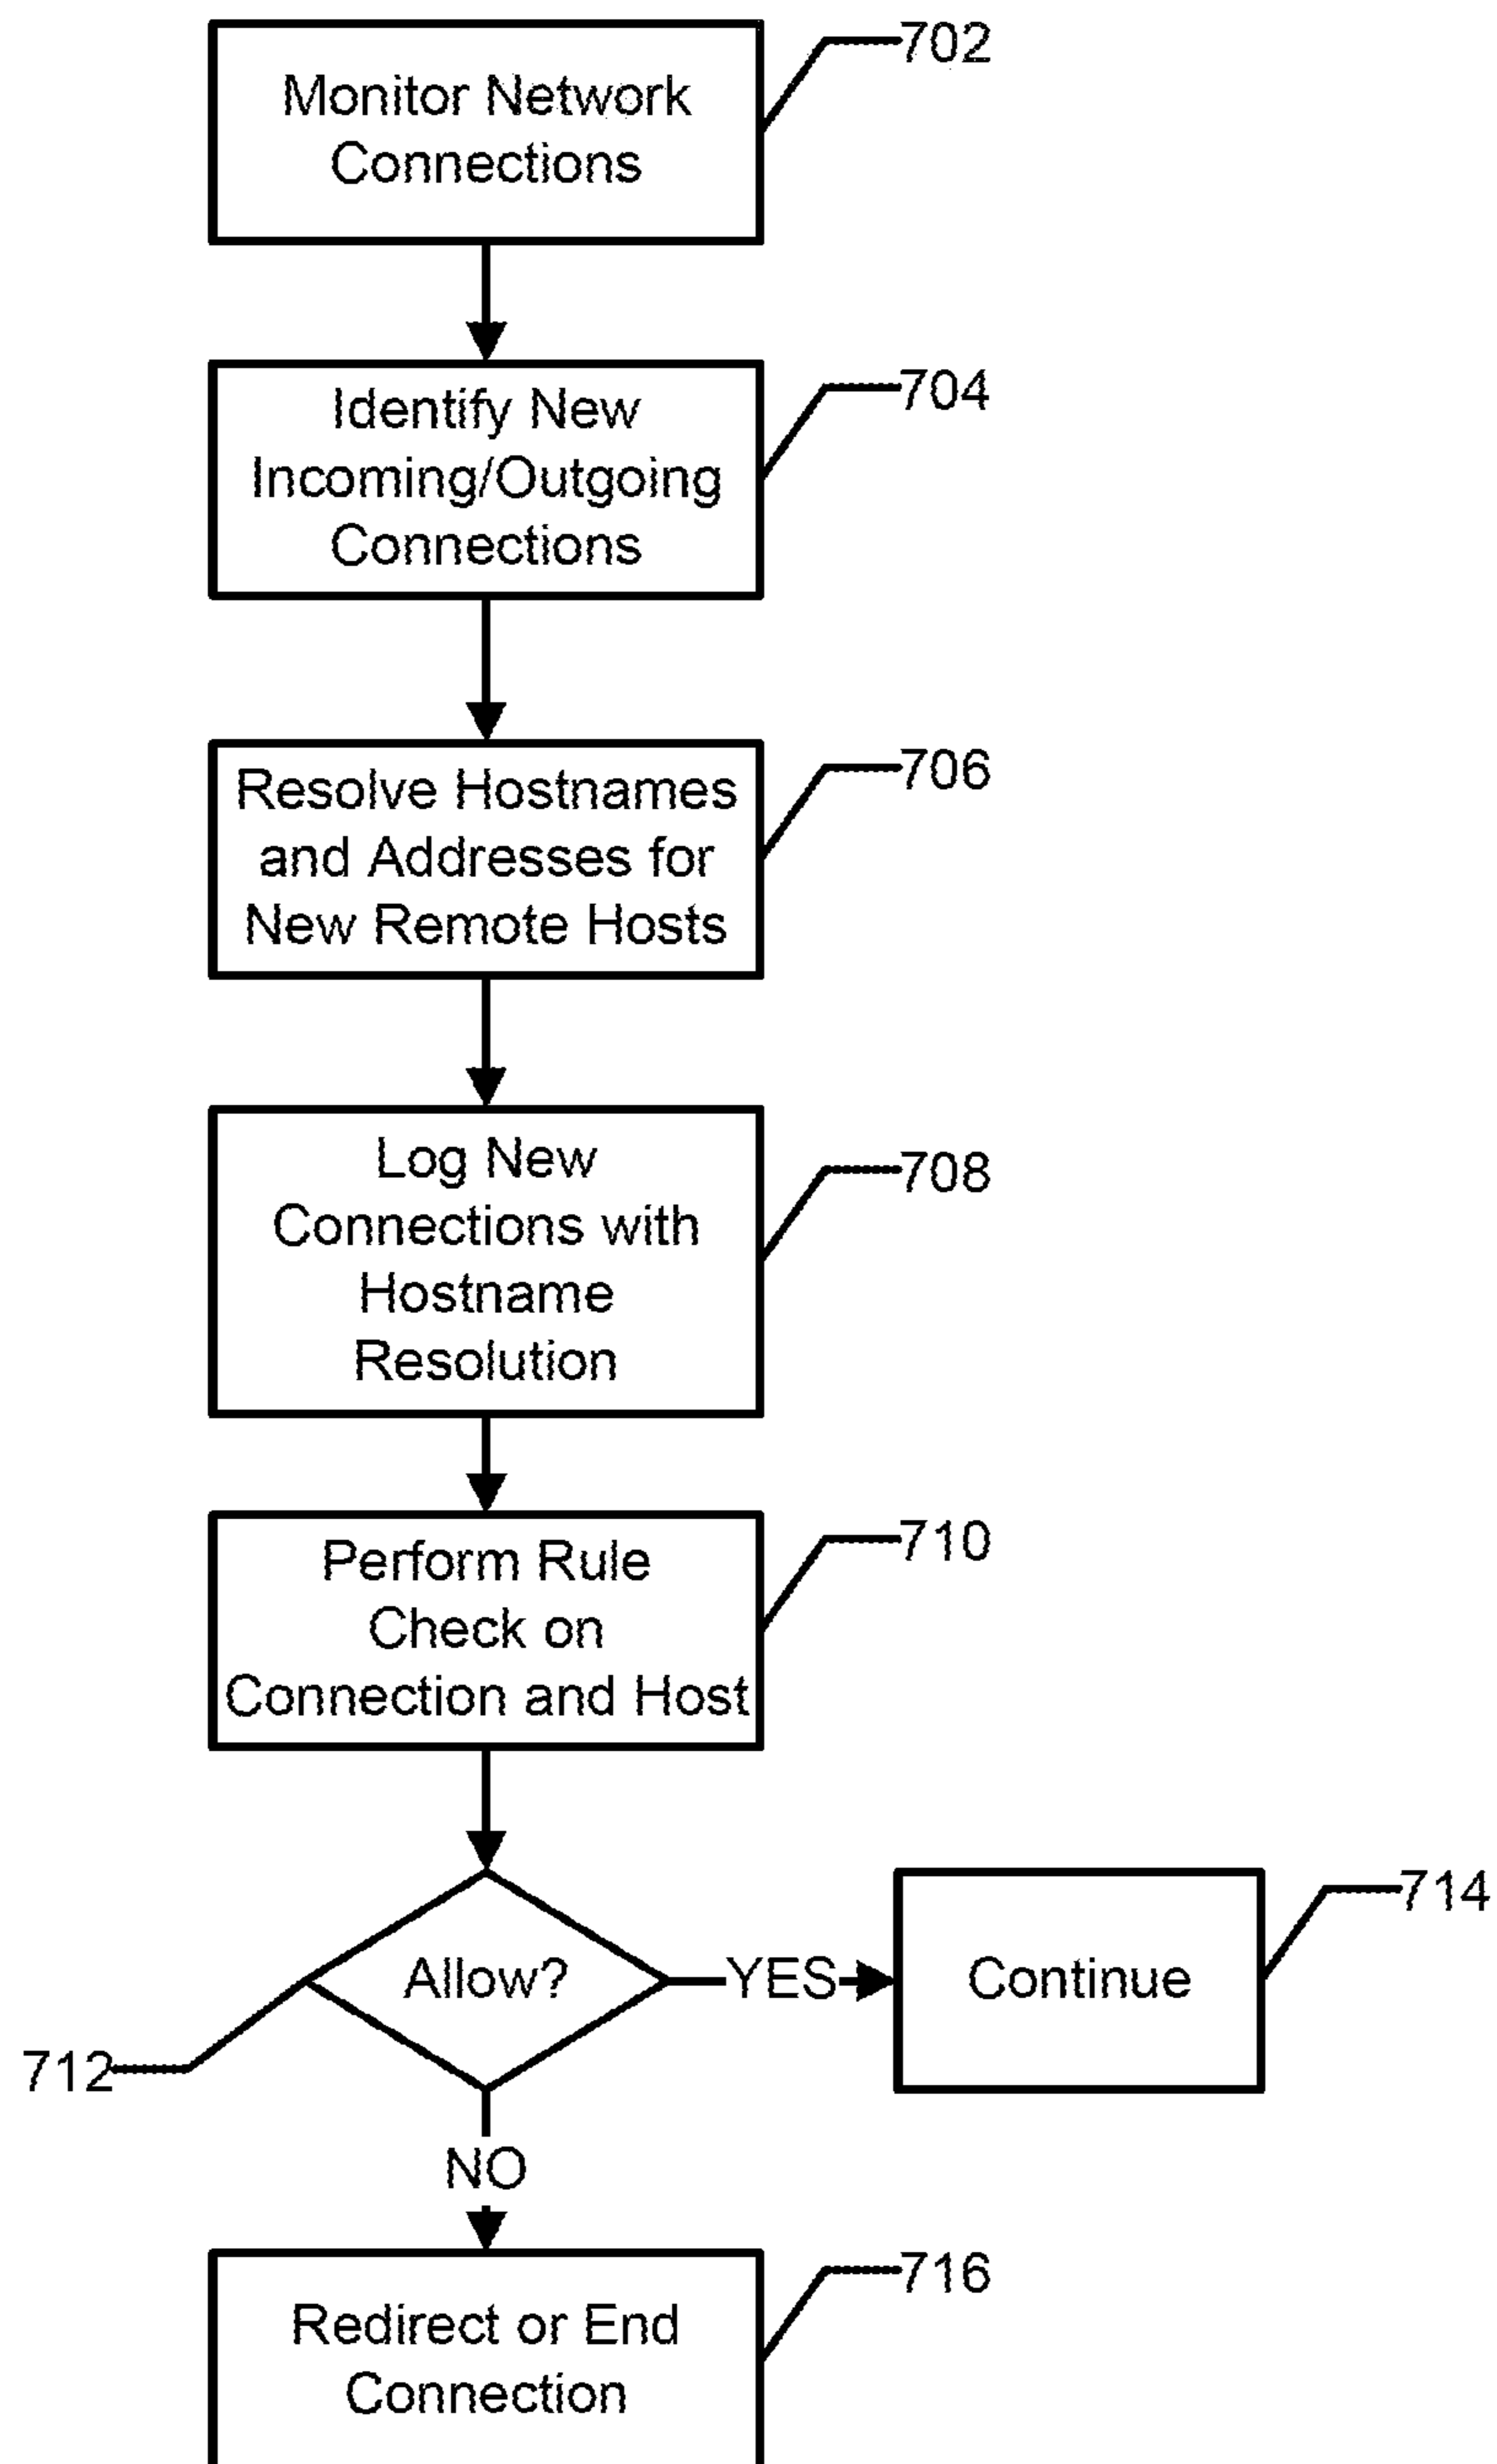 Monitor Network
Connections
702
Identify New
Incoming/Outgoing
Connections
704
Resolve Hostnames
and Addresses for
New Remote Hosts
706
Log New
Connections with
Hostname
Resolution
708
Perform Rule
Check on
Connection and Host
710
Allow?
712
YES
Continue
714
NO
Redirect or End
Connection
716